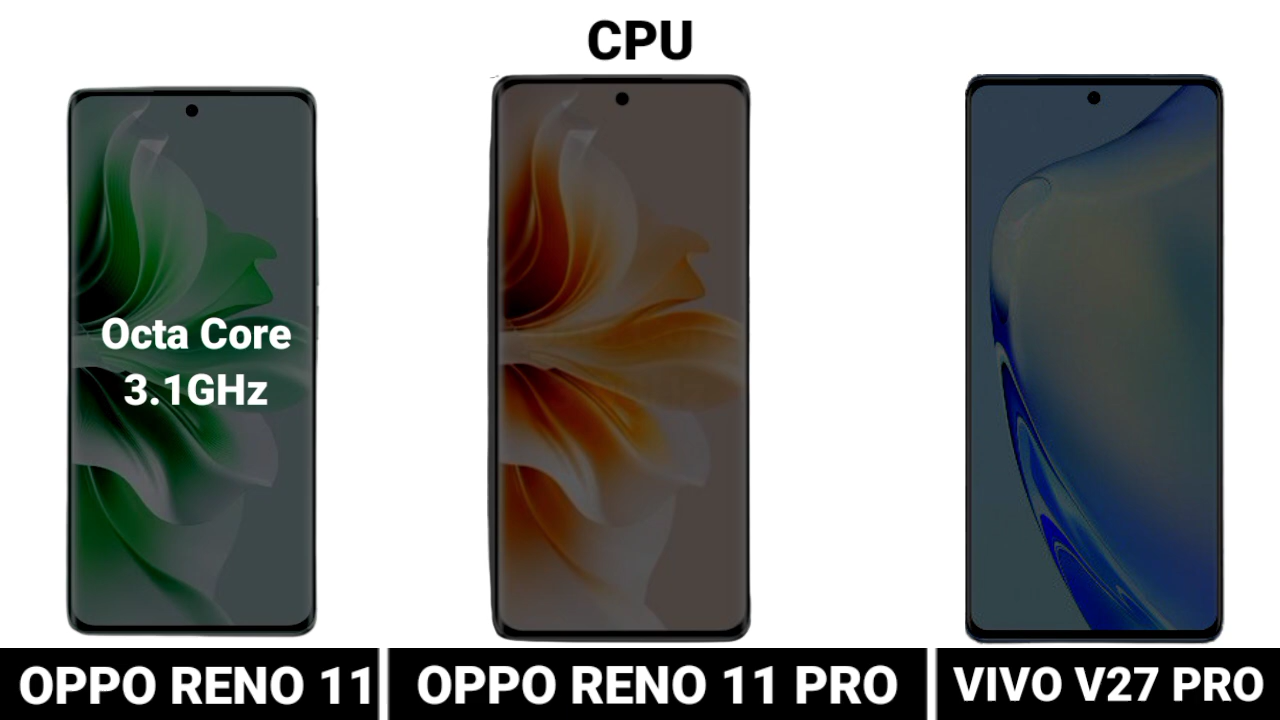 CPU
Octa Core
3.1GHz
OPPO RENO 11
OPPO RENO 11 PRO
VIVO V27 PRO